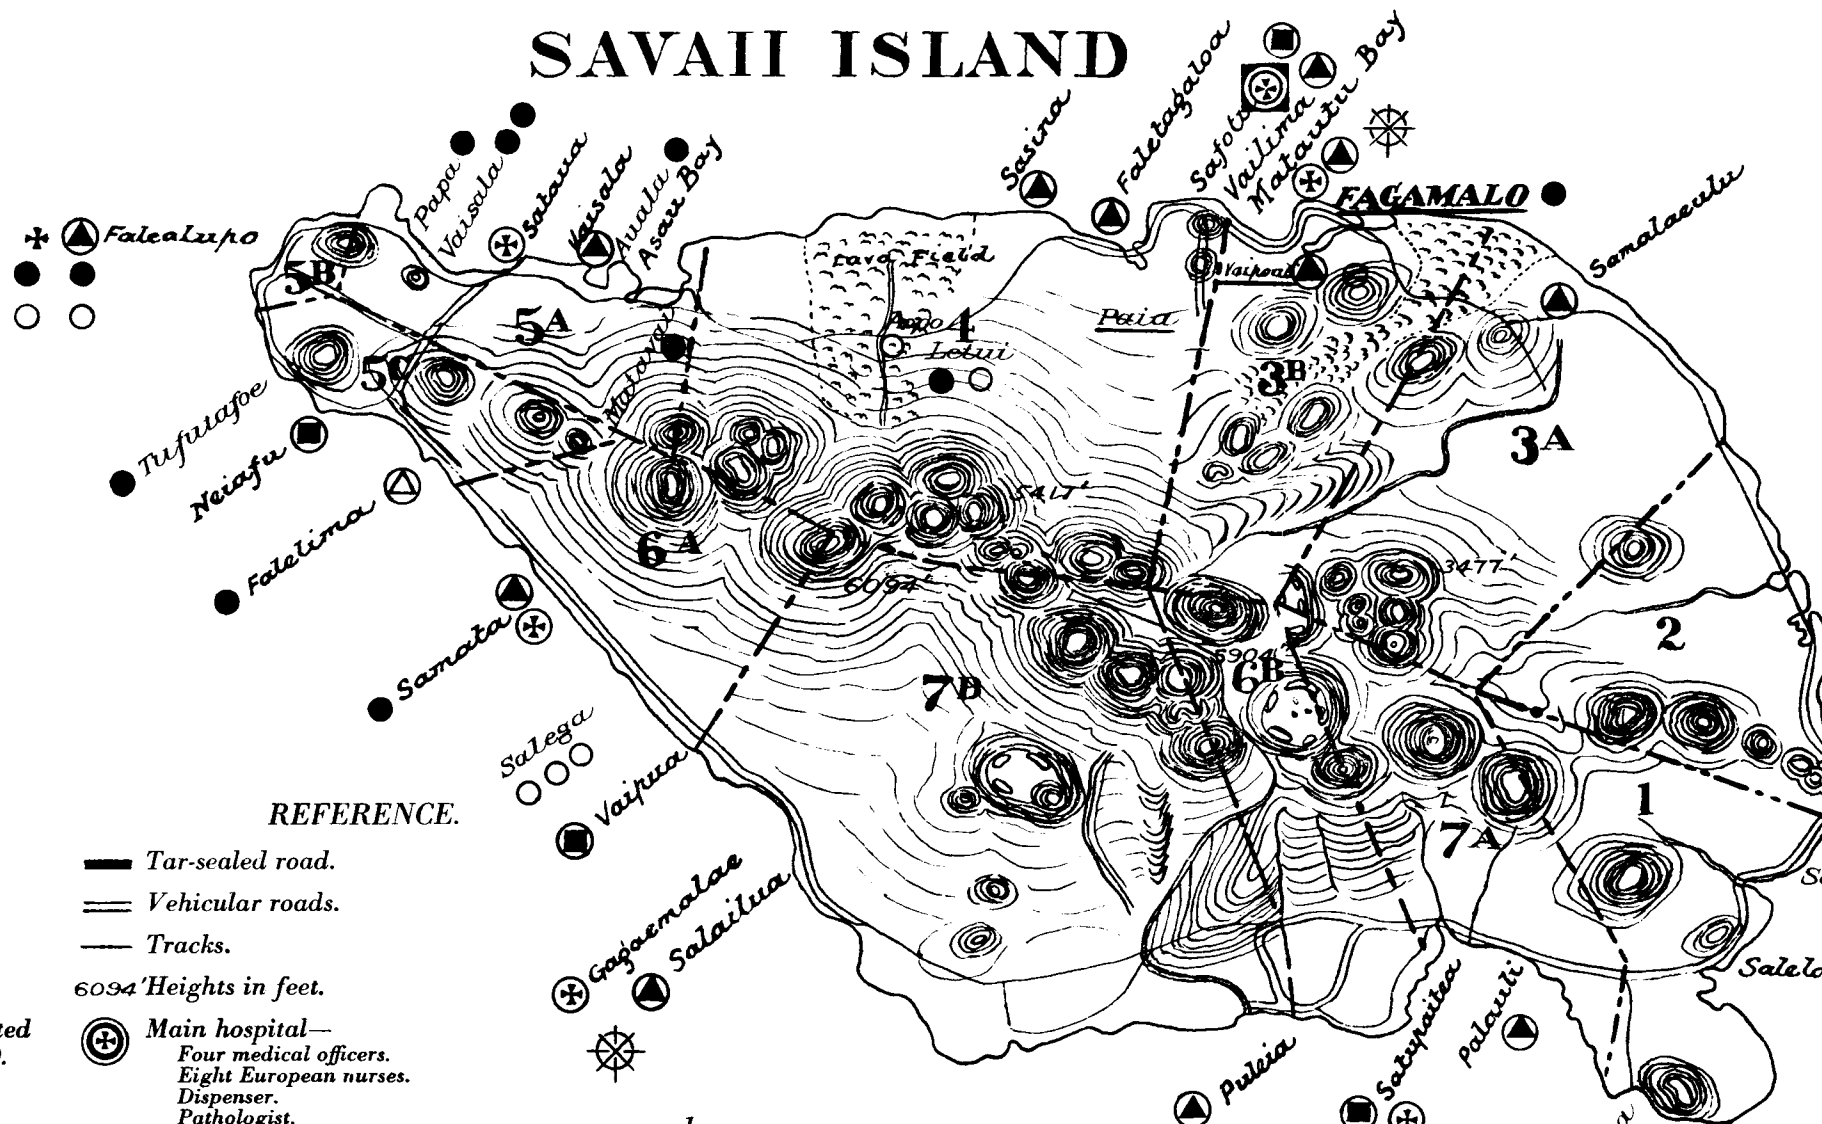 SAVAII ISLAND
Papa
Vaisala
Sataua
Vaisala
Auala
Asau Bay
Sasina
Faletagaloa
Safotu
Vailima
Matautu Bay
FAGAMALO
Samalaeulu
Falealupo
5B
5A
5C
Lava Field
4
Letui
Paia
3B
3A
Tufutafoe
Neiafu
Falelima
Samata
Salega
Vaipua
Gagaemalae
Salailua
6A
5417'
6094'
3477'
5904'
6B
7B
2
1
7A
Puleia
Satupaitea
Palauli
REFERENCE.
Tar-sealed road.
Vehicular roads.
Tracks.
6094' Heights in feet.
Main hospital—
Four medical officers.
Eight European nurses.
Dispenser.
Pathologist.